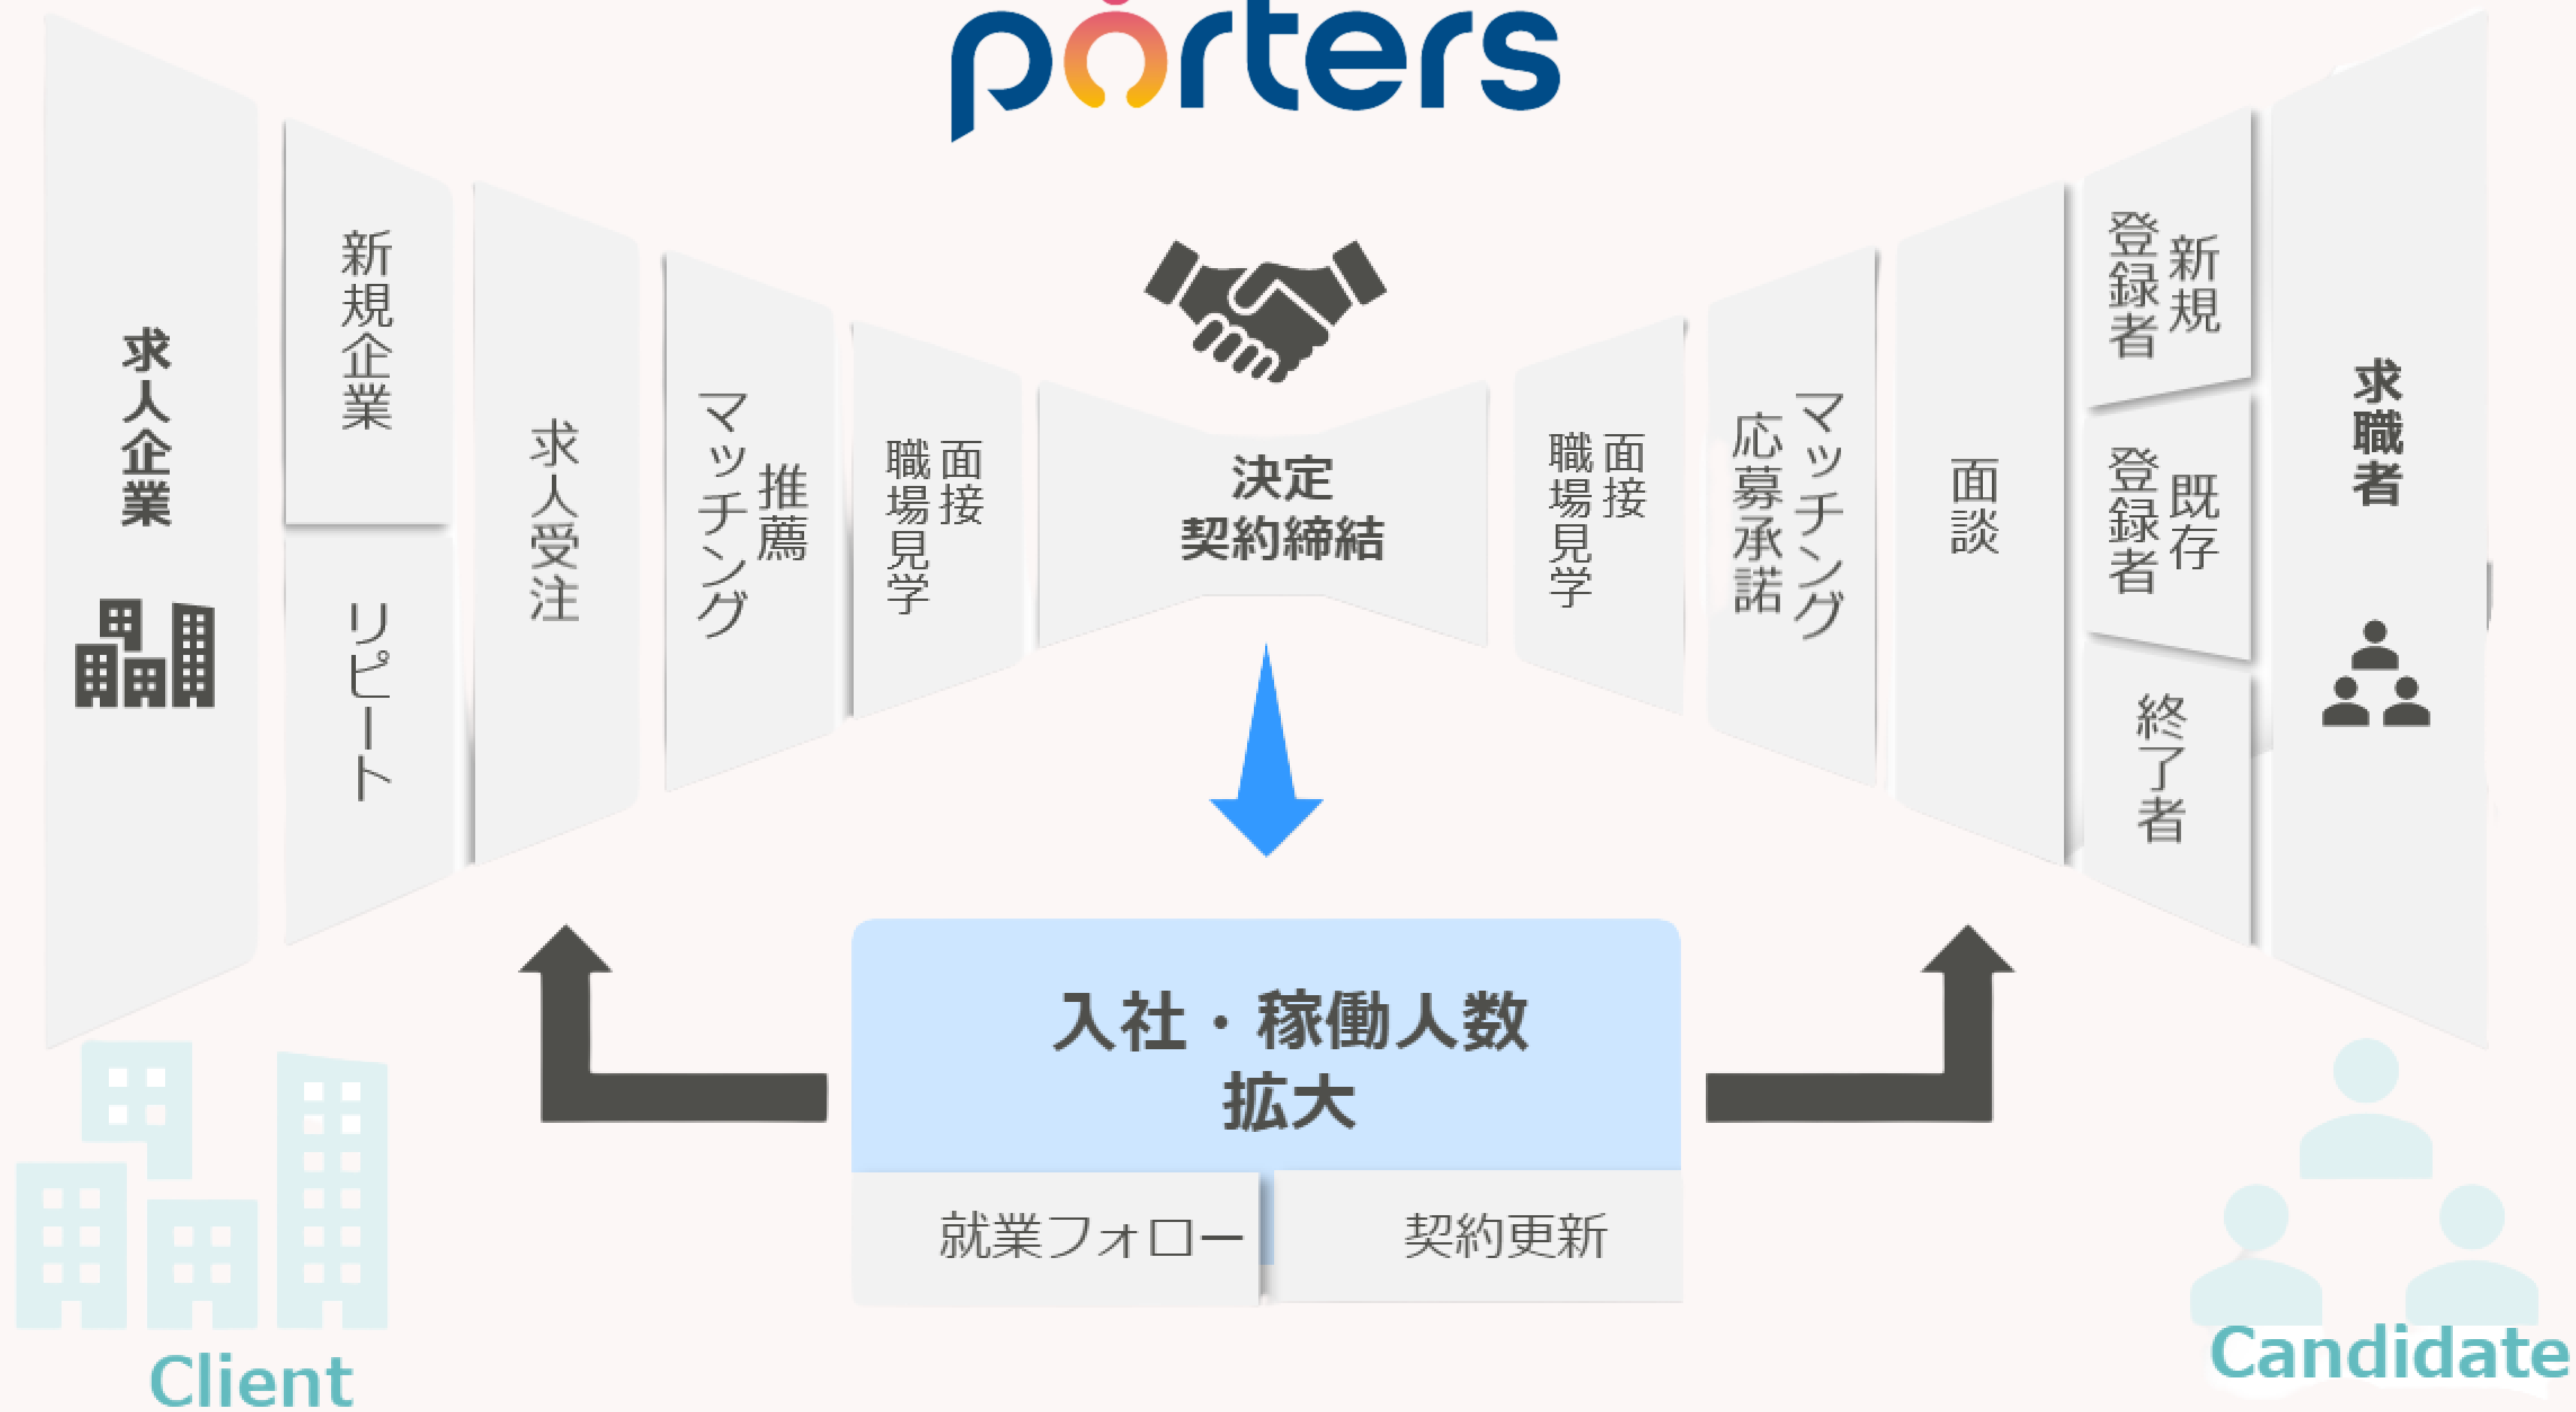 porters
求人企業
新規企業
リピート
求人受注
推薦
マッチング
面接
職場見学
決定
契約締結
面接
職場見学
マッチング
応募承諾
面談
新規
登録者
既存
登録者
終了者
求職者
入社・稼働人数
拡大
就業フォロー
契約更新
Client
Candidate